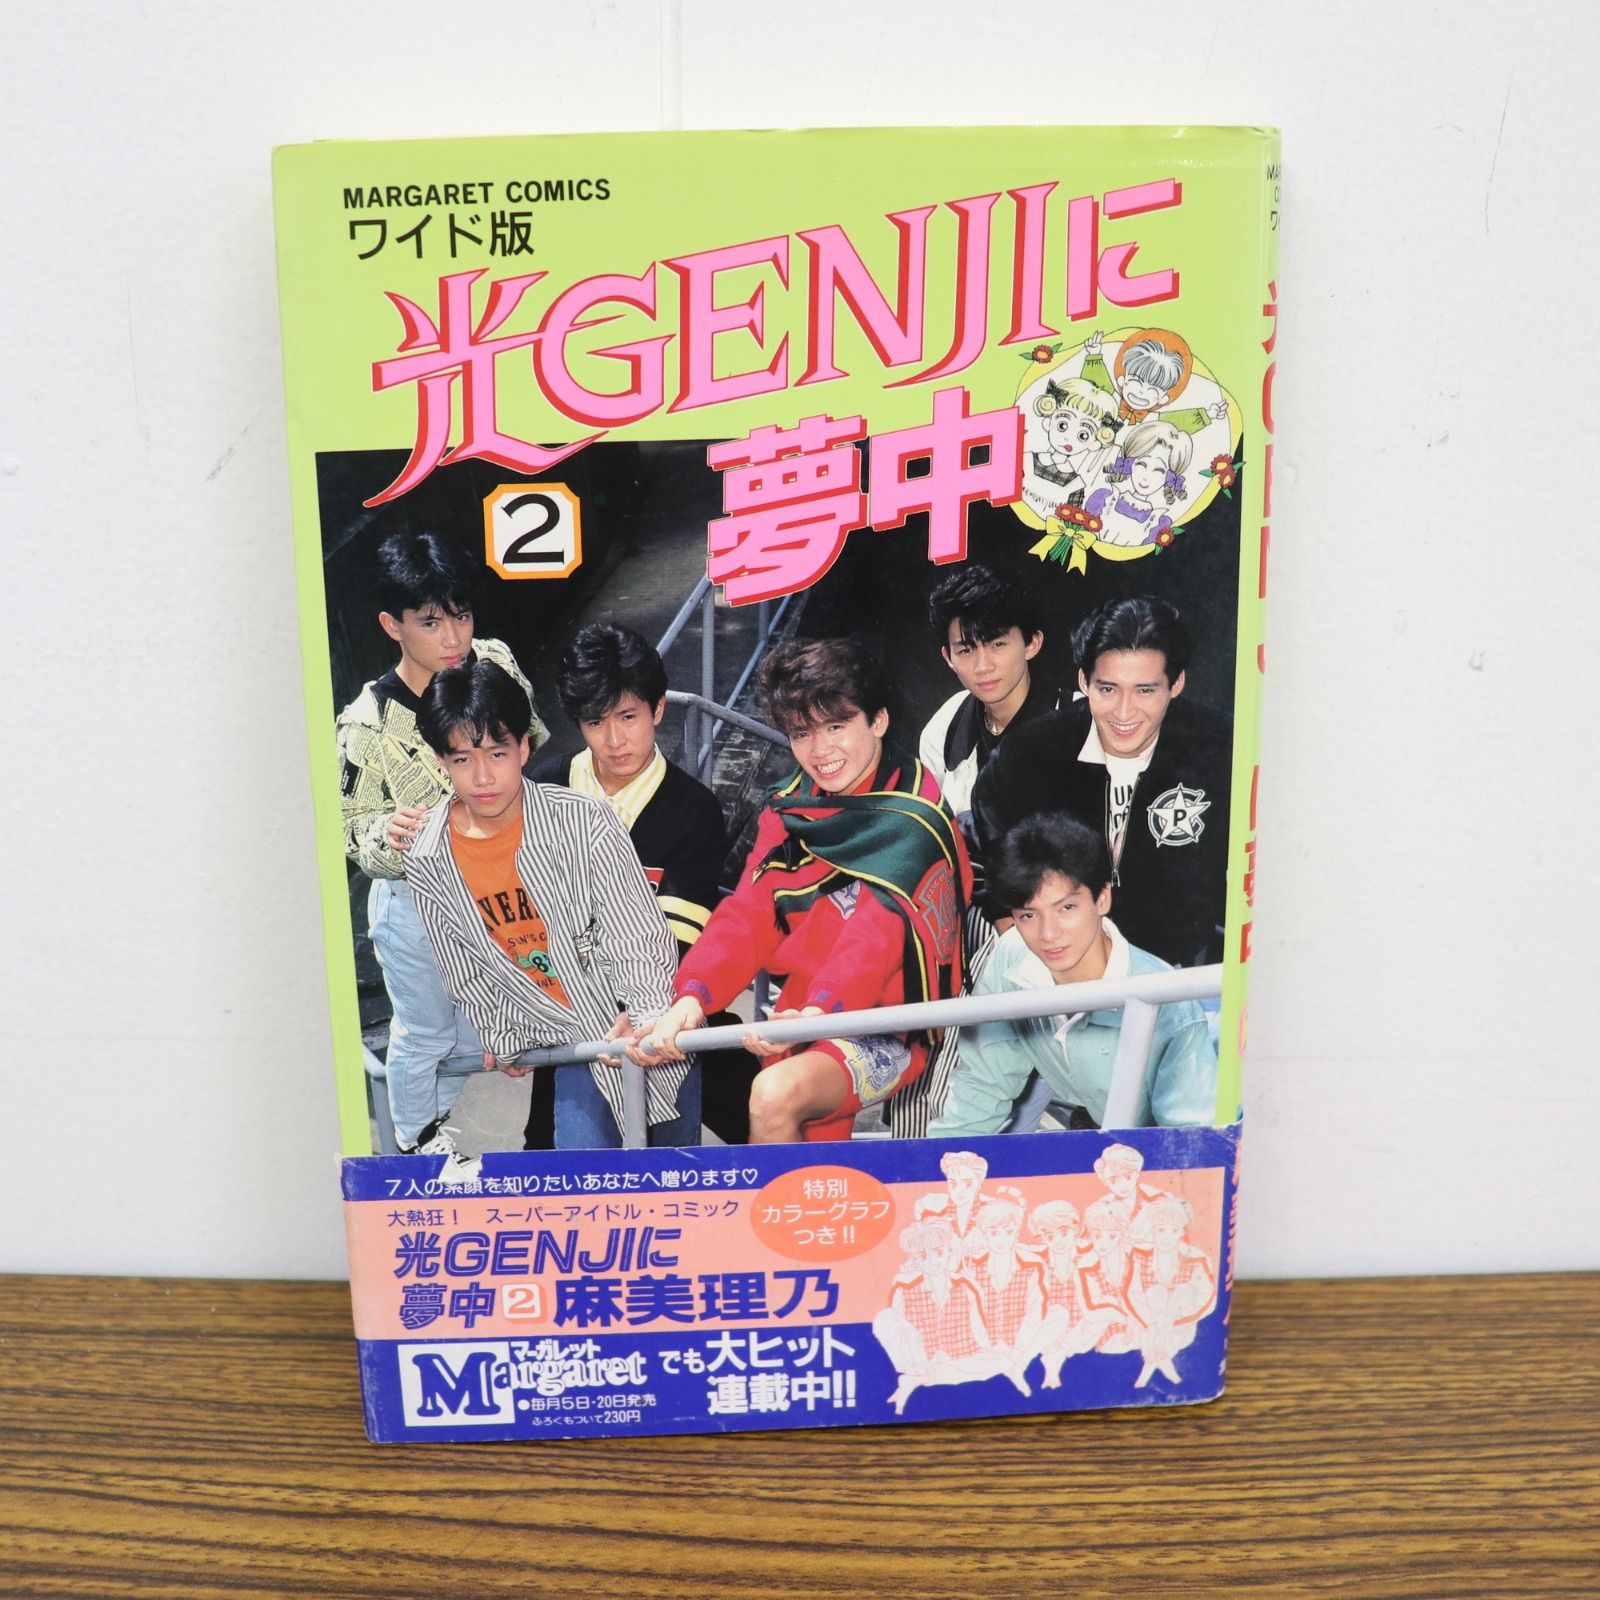 MARGARET COMICS
ワイド版
光GENJIに
夢中
2
P
VER
7人の素顔を知りたいあなたへ贈ります♡
大熱狂! スーパーアイドル・コミック
光GENJIに
夢中2 麻美理乃
特別
カラーグラフ
つき!!
マーガレット
Margaret
●毎月5日・20日発売
ふろくもついて230円
でも大ヒット
連載中!!